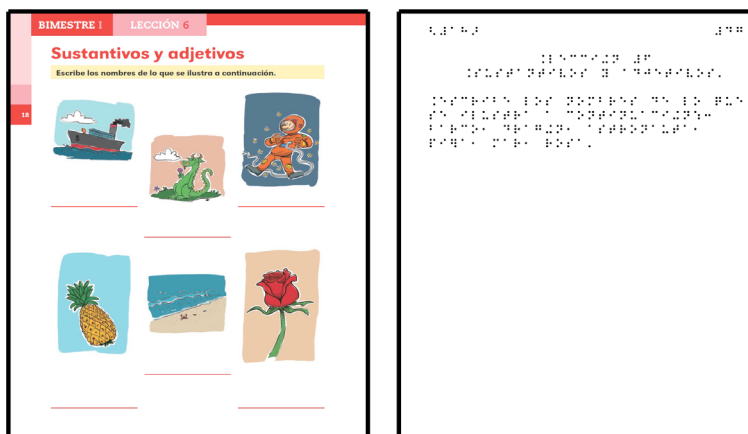 BIMESTRE I LECCIÓN 6
Sustantivos y adjetivos
Escribe los nombres de lo que se ilustra a continuación.
18
⠣⠼⠁⠓⠜ ⠼⠙⠛
⠨⠇⠑⠉⠉⠊⠬⠝ ⠼⠋
⠨⠎⠥⠎⠞⠁⠝⠞⠊⠧⠕⠎ ⠽ ⠁⠙⠚⠑⠞⠊⠧⠕⠎⠄
⠨⠑⠎⠉⠗⠊⠃⠑ ⠇⠕⠎ ⠝⠕⠍⠃⠗⠑⠎ ⠙⠑ ⠇⠕ ⠟⠥⠑
⠎⠑ ⠊⠇⠥⠎⠞⠗⠁ ⠁ ⠉⠕⠝⠞⠊⠝⠥⠁⠉⠊⠬⠝⠒
⠃⠁⠗⠉⠕⠂ ⠙⠗⠁⠛⠬⠝⠂ ⠁⠎⠞⠗⠕⠝⠁⠥⠞⠁⠂
⠏⠊⠻⠁⠂ ⠍⠁⠗⠂ ⠗⠕⠎⠁⠄